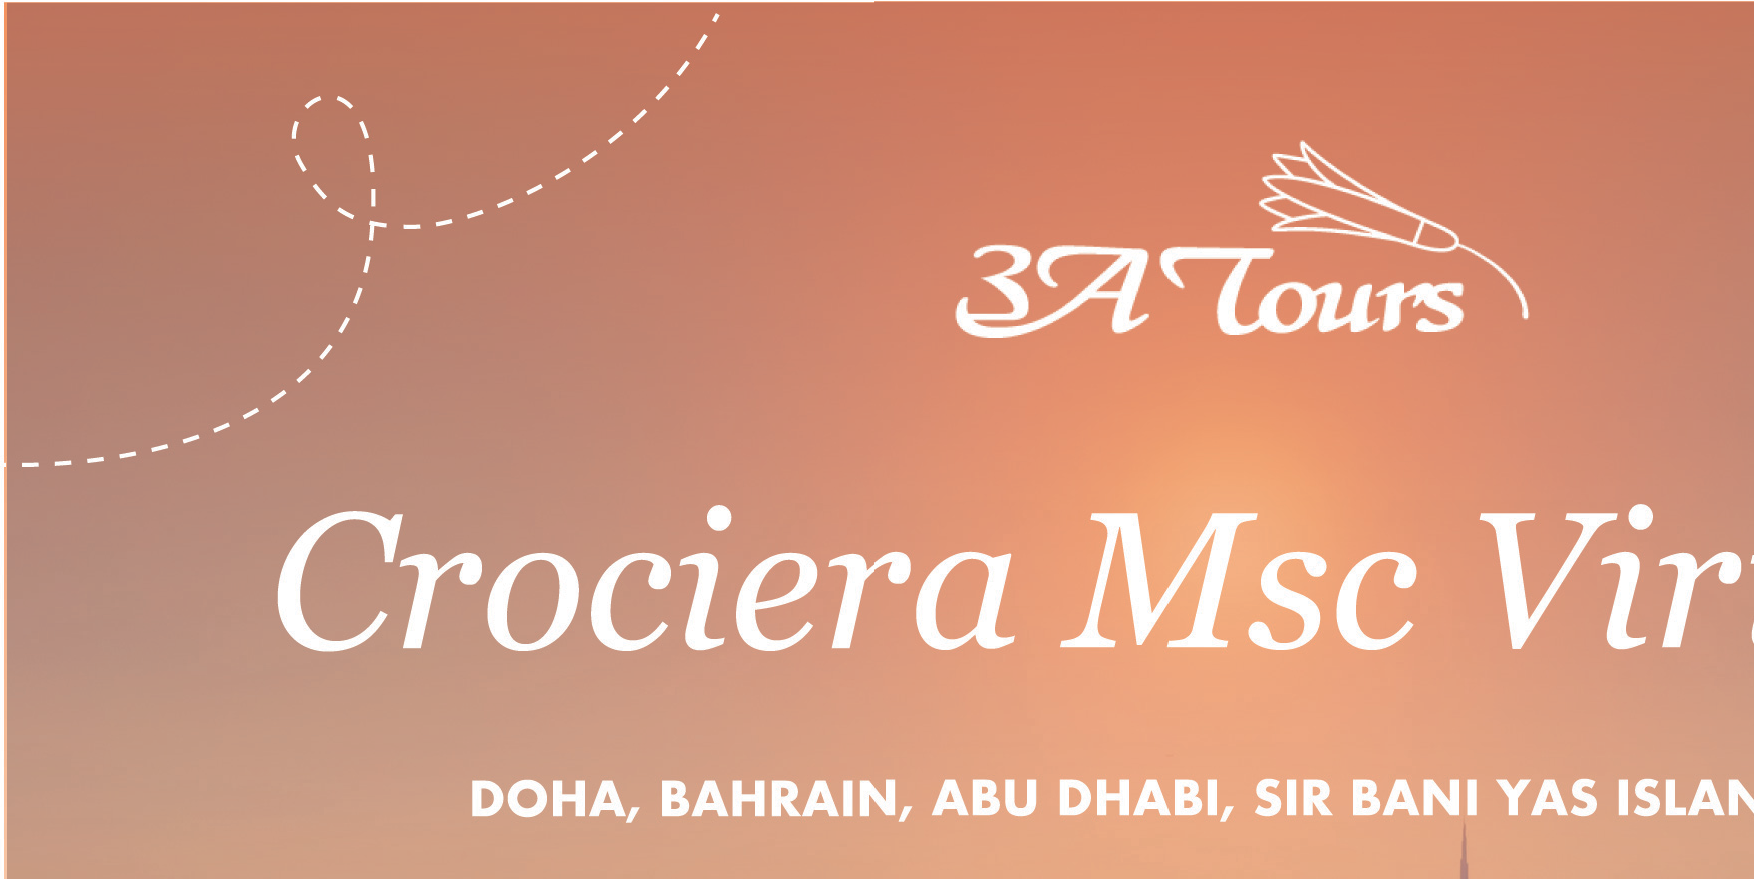 3A Tours
Crociera Msc
DOHA, BAHRAIN, ABU DHABI, SIR BANI YAS